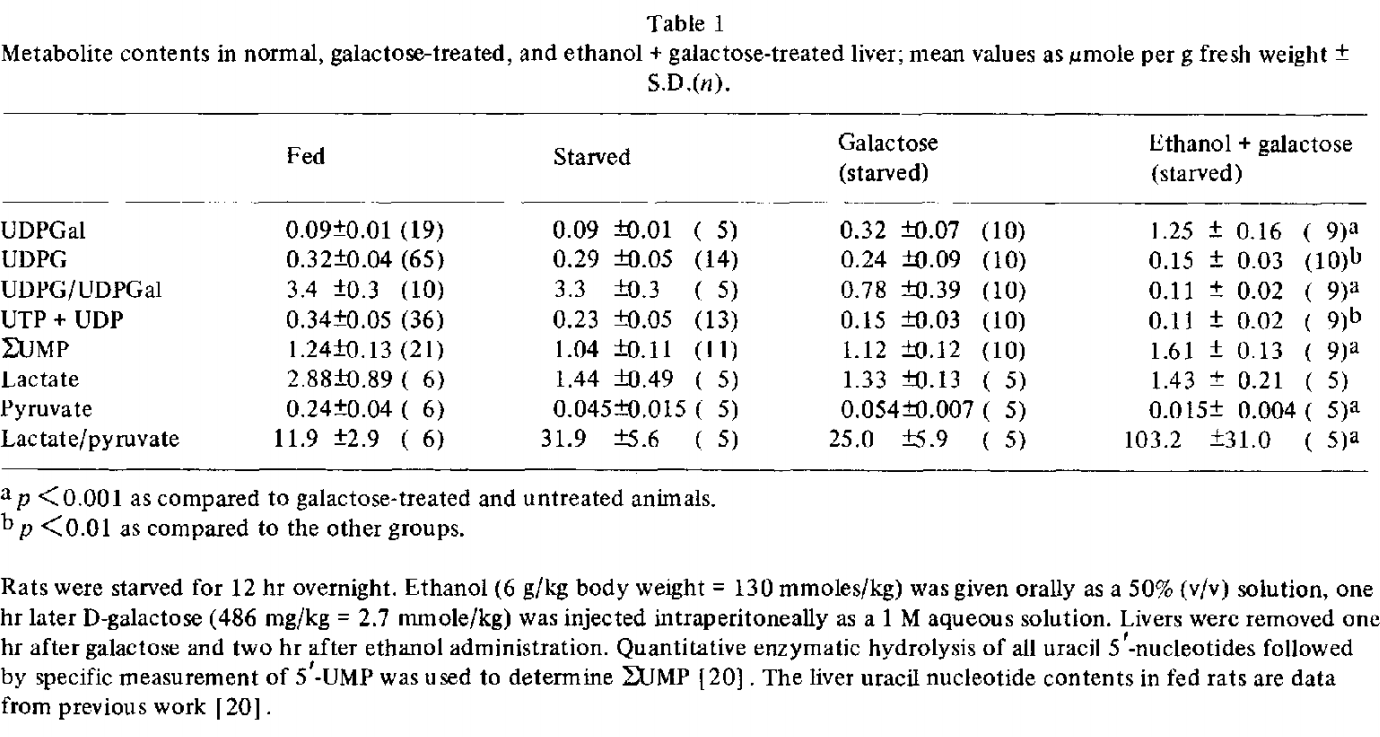 Table 1
Metabolite contents in normal, galactose-treated, and ethanol + galactose-treated liver; mean values as μmole per g fresh weight ±
S.D.(n).
Fed Starved Galactose (starved) Ethanol + galactose (starved)
UDPGal 0.09±0.01 (19) 0.09 ±0.01 ( 5) 0.32 ±0.07 (10) 1.25 ± 0.16 ( 9)a
UDPG 0.32±0.04 (65) 0.29 ±0.05 (14) 0.24 ±0.09 (10) 0.15 ± 0.03 (10)b
UDPG/UDPGal 3.4 ±0.3 (10) 3.3 ±0.3 ( 5) 0.78 ±0.39 (10) 0.11 ± 0.02 ( 9)a
UTP + UDP 0.34±0.05 (36) 0.23 ±0.05 (13) 0.15 ±0.03 (10) 0.11 ± 0.02 ( 9)b
ΣUMP 1.24±0.13 (21) 1.04 ±0.11 (11) 1.12 ±0.12 (10) 1.61 ± 0.13 ( 9)a
Lactate 2.88±0.89 ( 6) 1.44 ±0.49 ( 5) 1.33 ±0.13 ( 5) 1.43 ± 0.21 ( 5)
Pyruvate 0.24±0.04 ( 6) 0.045±0.015 ( 5) 0.054±0.007 ( 5) 0.015± 0.004 ( 5)a
Lactate/pyruvate 11.9 ±2.9 ( 6) 31.9 ±5.6 ( 5) 25.0 ±5.9 ( 5) 103.2 ±31.0 ( 5)a
a p <0.001 as compared to galactose-treated and untreated animals.
b p <0.01 as compared to the other groups.
Rats were starved for 12 hr overnight. Ethanol (6 g/kg body weight = 130 mmoles/kg) was given orally as a 50% (v/v) solution, one
hr later D-galactose (486 mg/kg = 2.7 mmole/kg) was injected intraperitoneally as a 1 M aqueous solution. Livers were removed one
hr after galactose and two hr after ethanol administration. Quantitative enzymatic hydrolysis of all uracil 5′-nucleotides followed
by specific measurement of 5′-UMP was used to determine ΣUMP [20]. The liver uracil nucleotide contents in fed rats are data
from previous work [20].